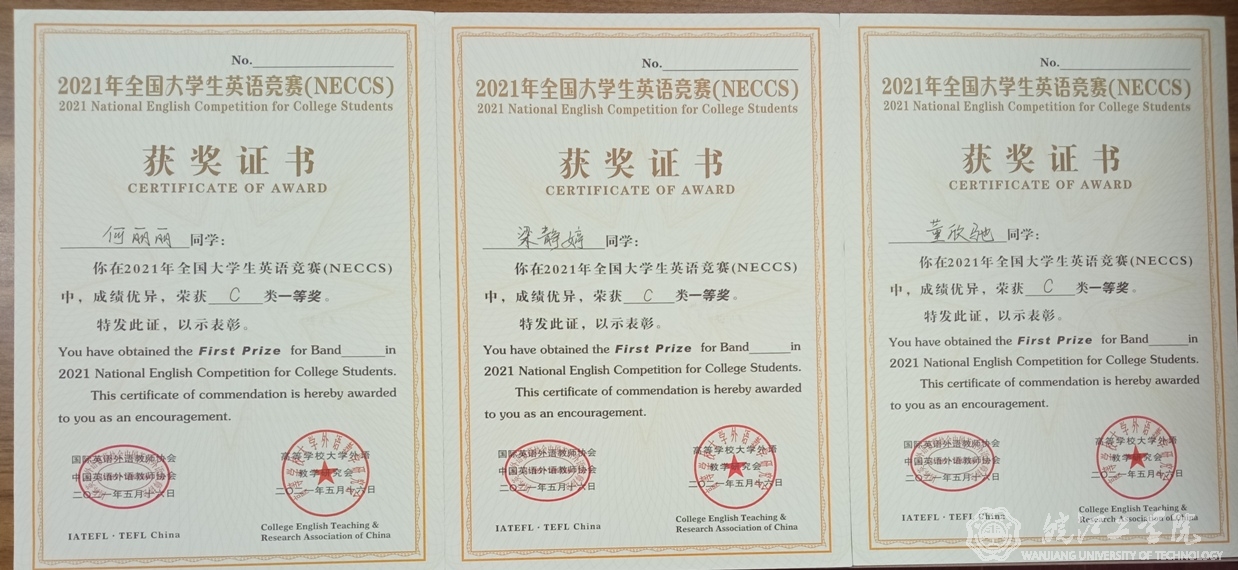 No.
2021年全国大学生英语竞赛(NECCS)
2021 National English Competition for College Students
获奖证书
CERTIFICATE OF AWARD
何丽丽同学：
你在2021年全国大学生英语竞赛(NECCS)
中，成绩优异，荣获 C 类一等奖。
特发此证，以示表彰。
You have obtained the First Prize for Band in
2021 National English Competition for College Students.
This certificate of commendation is hereby awarded
to you as an encouragement.
国际英语外语教师协会
中国英语外语教师协会
二〇二一年五月十六日
IATEFL · TEFL China
高等学校大学外语
教学研究会
二〇二一年五月十六日
College English Teaching &
Research Association of China
No.
2021年全国大学生英语竞赛(NECCS)
2021 National English Competition for College Students
获奖证书
CERTIFICATE OF AWARD
梁静婷同学：
你在2021年全国大学生英语竞赛(NECCS)
中，成绩优异，荣获 C 类一等奖。
特发此证，以示表彰。
You have obtained the First Prize for Band in
2021 National English Competition for College Students.
This certificate of commendation is hereby awarded
to you as an encouragement.
国际英语外语教师协会
中国英语外语教师协会
二〇二一年五月十六日
IATEFL · TEFL China
高等学校大学外语
教学研究会
二〇二一年五月十六日
College English Teaching &
Research Association of China
No.
2021年全国大学生英语竞赛(NECCS)
2021 National English Competition for College Students
获奖证书
CERTIFICATE OF AWARD
董欣驰同学：
你在2021年全国大学生英语竞赛(NECCS)
中，成绩优异，荣获 C 类一等奖。
特发此证，以示表彰。
You have obtained the First Prize for Band in
2021 National English Competition for College Students.
This certificate of commendation is hereby awarded
to you as an encouragement.
国际英语外语教师协会
中国英语外语教师协会
二〇二一年五月十六日
IATEFL · TEFL China
高等学校大学外语
教学研究会
二〇二一年五月十六日
College English Teaching &
Research Association of China
皖江工学院
WANJIANG UNIVERSITY OF TECHNOLOGY